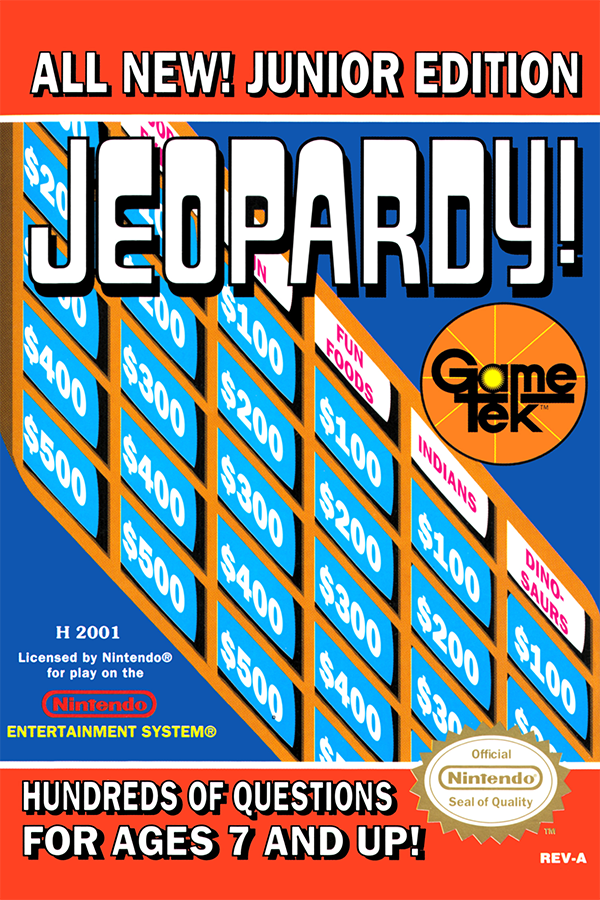 ALL NEW! JUNIOR EDITION
JEOPARDY!
$100
FUN
FOODS
$400
$300
$200
$100
INDIANS
$500
$400
$300
$200
$100
DINO-
SAURS
$500
$400
$300
$200
$100
$500
$400
GameTek™
H 2001
Licensed by Nintendo®
for play on the
Nintendo
ENTERTAINMENT SYSTEM®
HUNDREDS OF QUESTIONS
FOR AGES 7 AND UP!
Official
Nintendo®
Seal of Quality
TM
REV-A